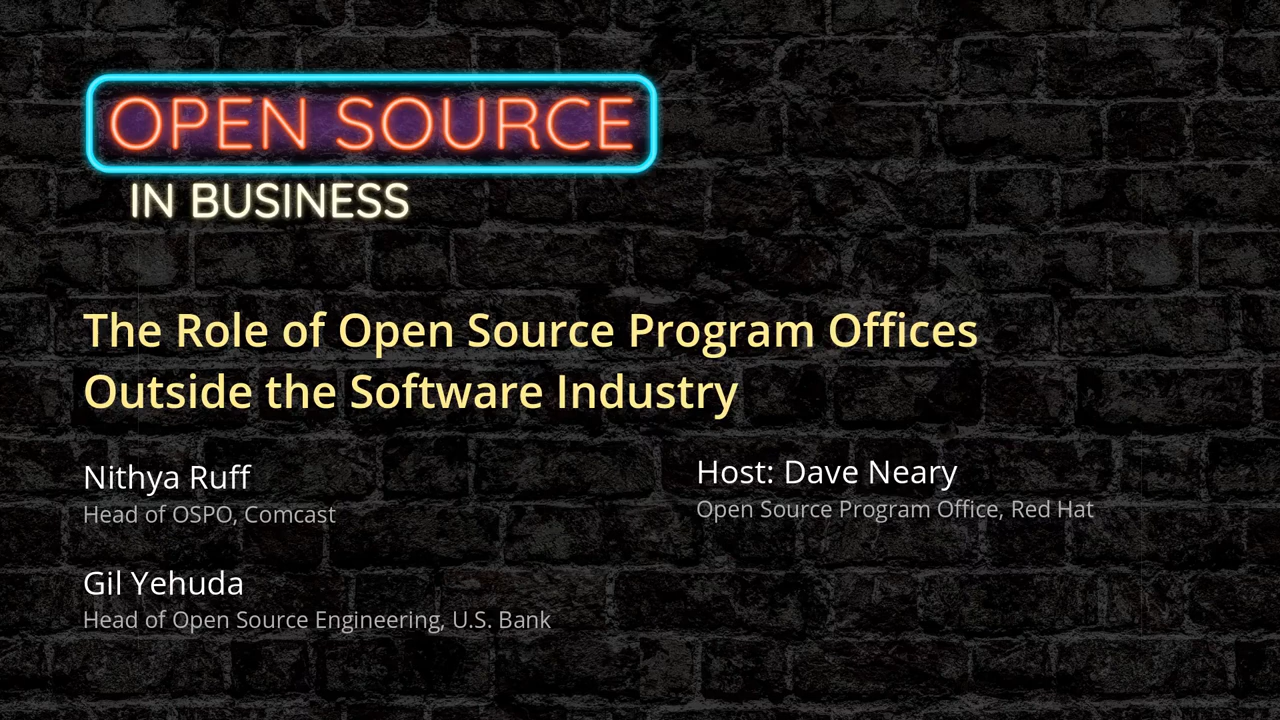 OPEN SOURCE
IN BUSINESS
The Role of Open Source Program Offices
Outside the Software Industry
Nithya Ruff
Head of OSPO, Comcast
Gil Yehuda
Head of Open Source Engineering, U.S. Bank
Host: Dave Neary
Open Source Program Office, Red Hat